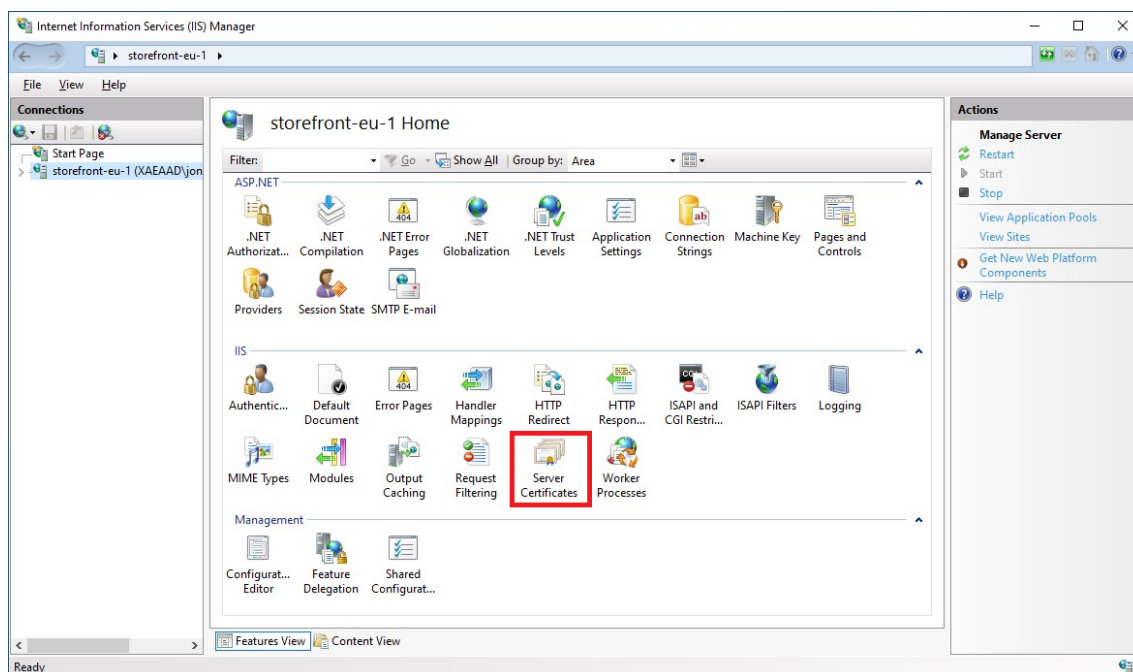 Internet Information Services (IIS) Manager
storefront-eu-1
File View Help
Connections
Start Page
storefront-eu-1 (XAEAAD\jon
storefront-eu-1 Home
Filter: Go Show All Group by: Area
ASP.NET
.NET Authorizat...
.NET Compilation
.NET Error Pages
.NET Globalization
.NET Trust Levels
Application Settings
Connection Strings
Machine Key
Pages and Controls
Providers
Session State
SMTP E-mail
IIS
Authentic...
Default Document
Error Pages
Handler Mappings
HTTP Redirect
HTTP Respon...
ISAPI and CGI Restri...
ISAPI Filters
Logging
MIME Types
Modules
Output Caching
Request Filtering
Server Certificates
Worker Processes
Management
Configurat... Editor
Feature Delegation
Shared Configurat...
Features View Content View
Actions
Manage Server
Restart
Start
Stop
View Application Pools
View Sites
Get New Web Platform
Components
Help
Ready